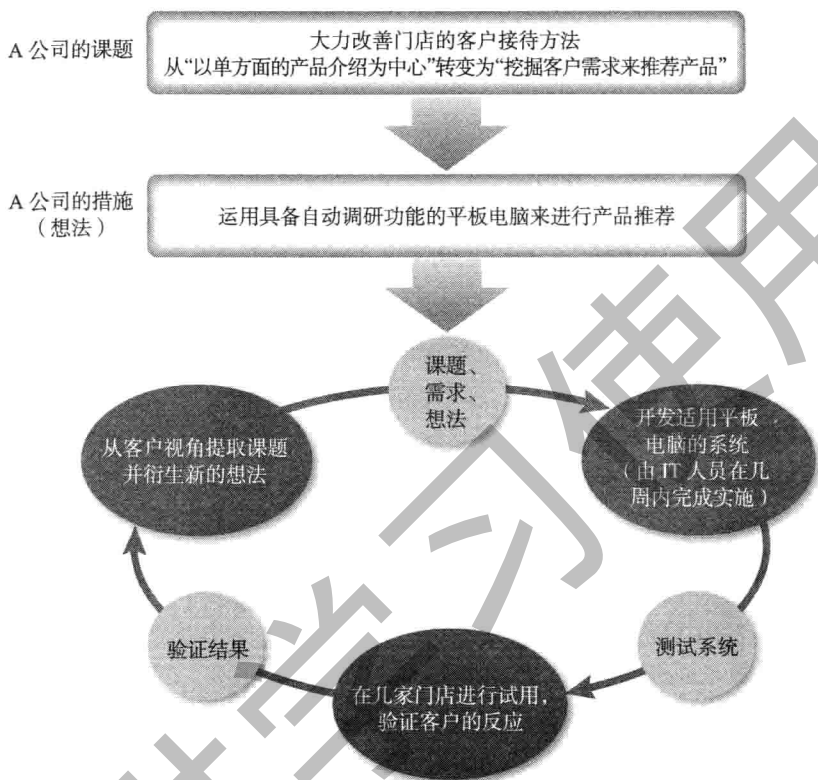 A 公司的课题
大力改善门店的客户接待方法
从“以单方面的产品介绍为中心”转变为“挖掘客户需求来推荐产品”
A 公司的措施
（想法）
运用具备自动调研功能的平板电脑来进行产品推荐
课题、
需求、
想法
从客户视角提取课题
并衍生新的想法
开发适用平板
电脑的系统
（由 IT 人员在几
周内完成实施）
验证结果
测试系统
在几家门店进行试用，
验证客户的反应
学习使用